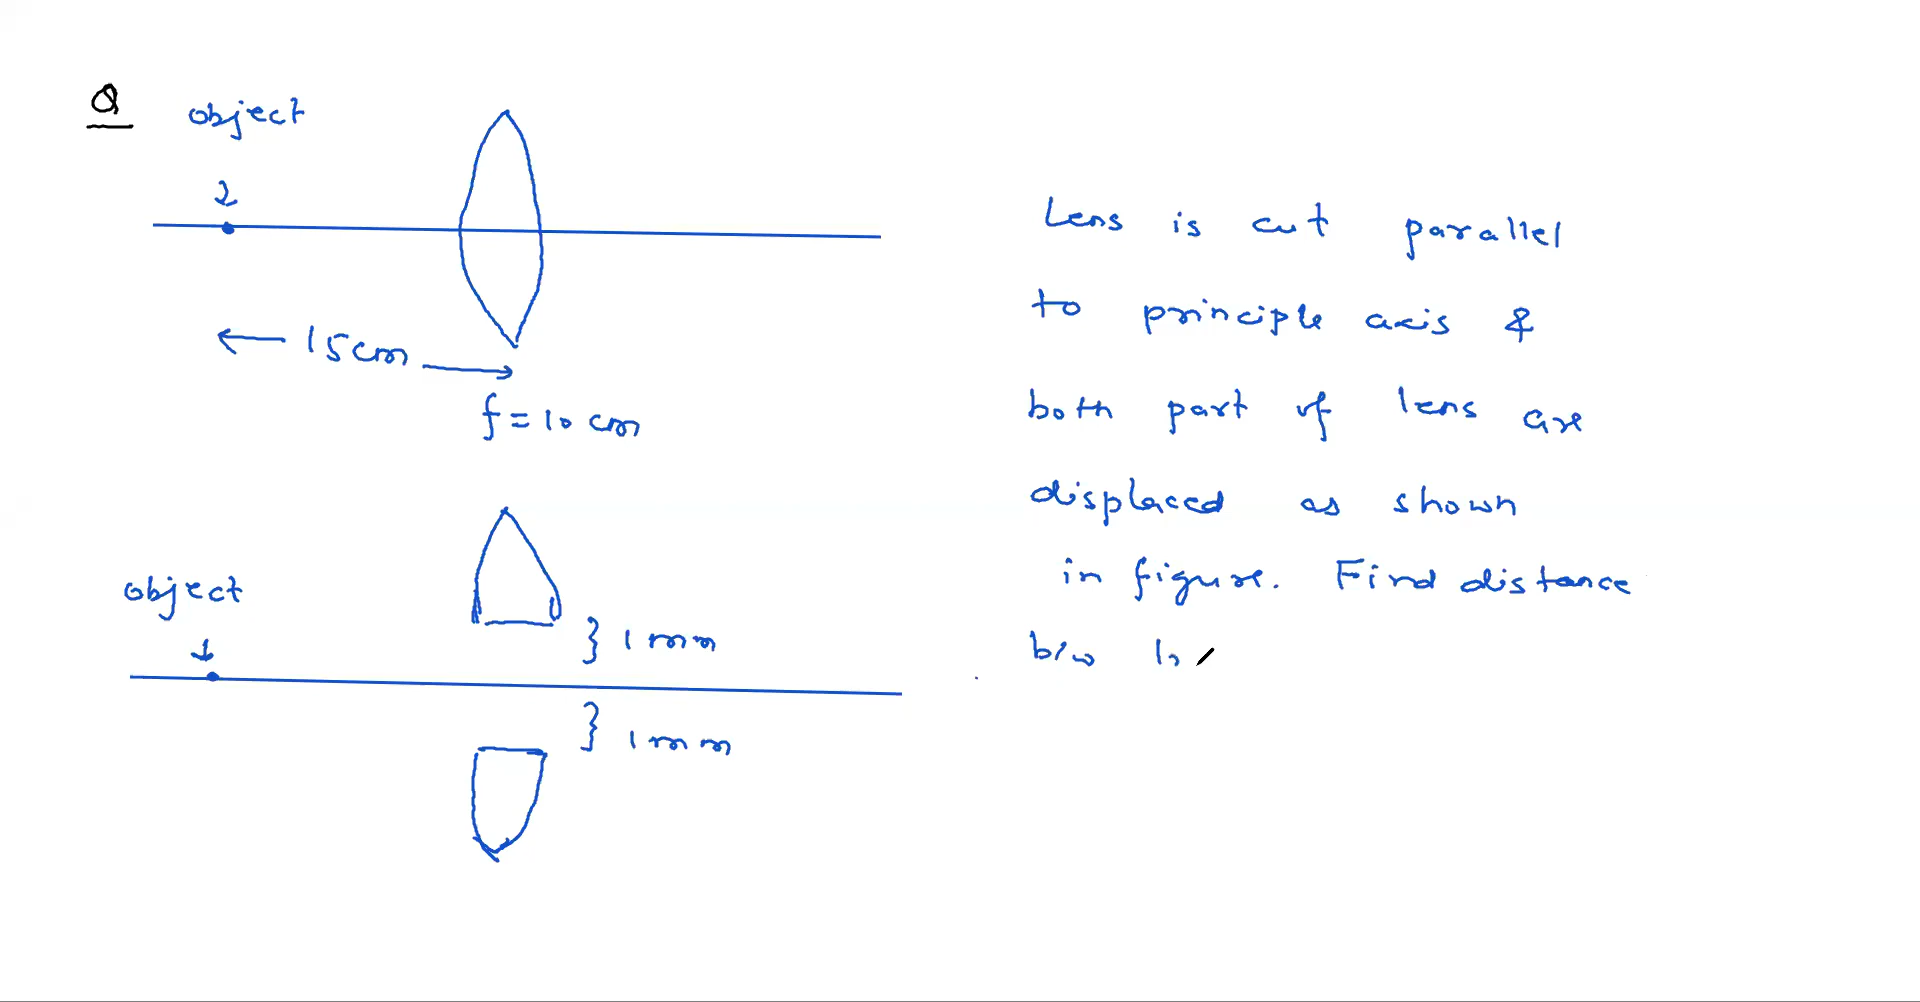 Q
object
15cm
f = 10 cm
Lens is cut parallel
to principle axis &
both part of lens are
displaced as shown
in figure. Find distance
b/w
object
} 1 mm
} 1 mm